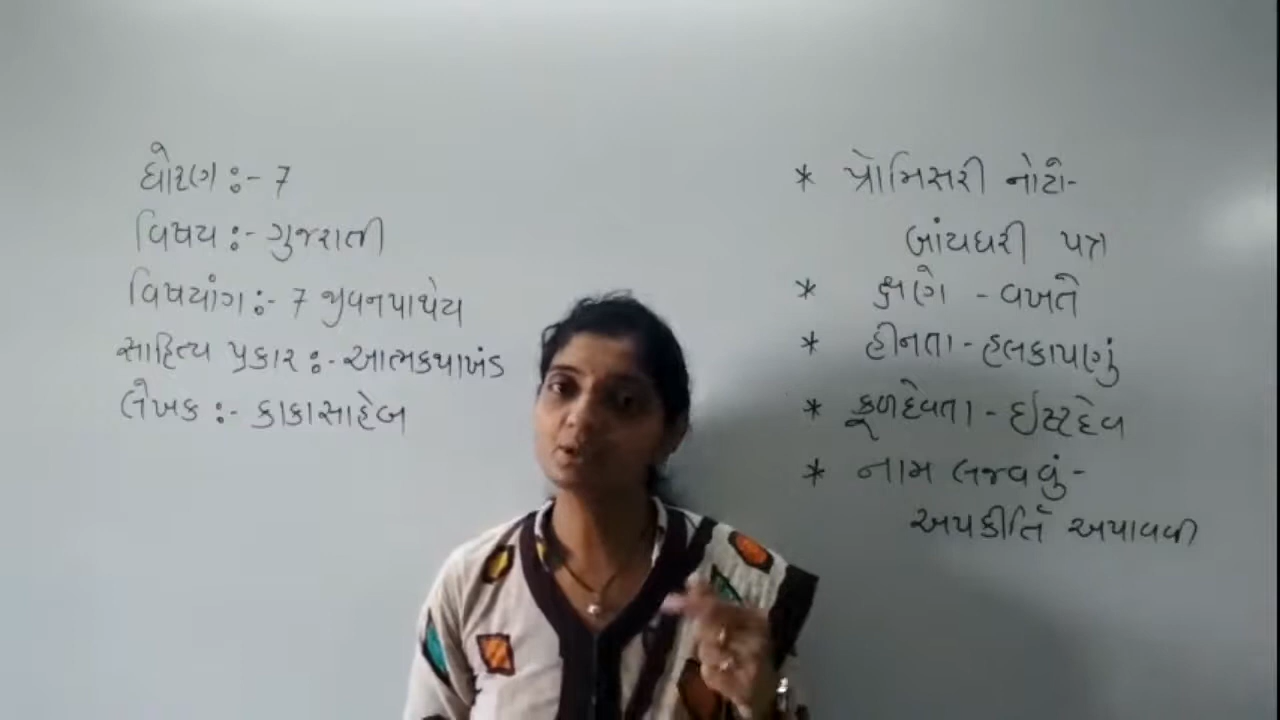 ધોરણ :- 7
વિષય :- ગુજરાતી
વિષયાંગ :- 7 જીવનપાથેય
સાહિત્ય પ્રકાર :- આત્મકથાખંડ
લેખક :- કાકાસાહેબ
* પ્રોમિસરી નોટો-
બાંયધરી પત્ર
* ક્ષણે - વખતે
* હીનતા - હલકાપણું
* કૂળદેવતા - ઈષ્ટદેવ
* નામ લજવવું-
અપકીર્તિ અપાવવી